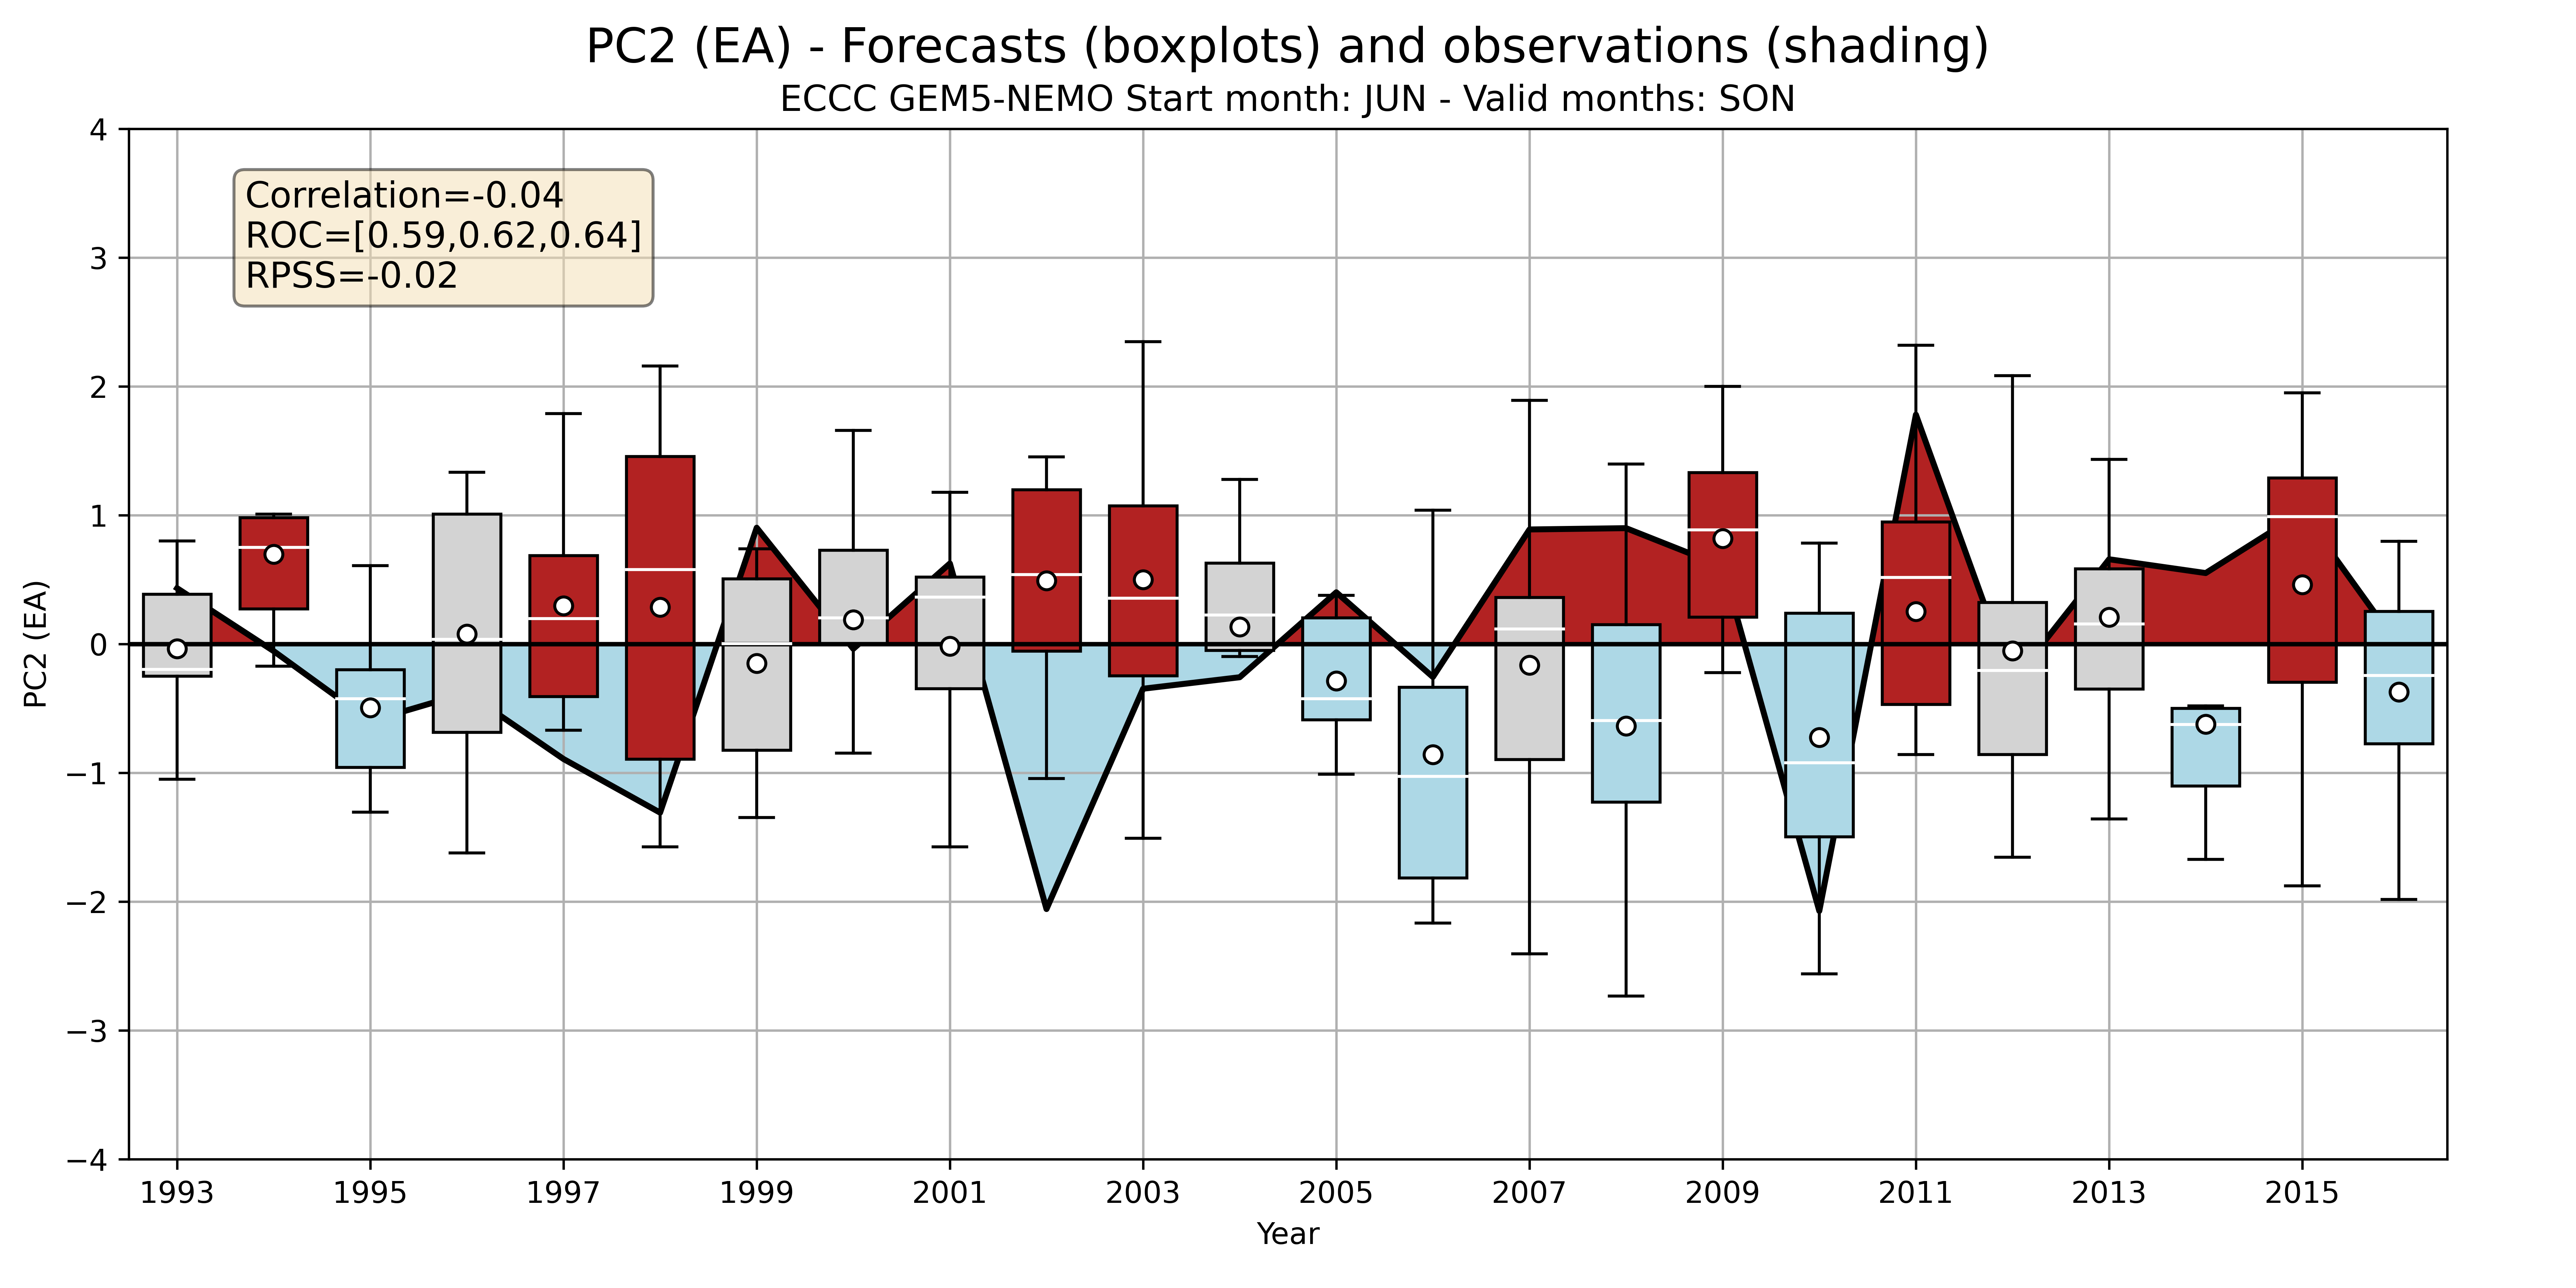 PC2 (EA) - Forecasts (boxplots) and observations (shading)
ECCC GEM5-NEMO Start month: JUN - Valid months: SON
Correlation=-0.04
ROC=[0.59,0.62,0.64]
RPSS=-0.02
PC2 (EA)
4
3
2
1
0
−1
−2
−3
−4
1993 1995 1997 1999 2001 2003 2005 2007 2009 2011 2013 2015
Year